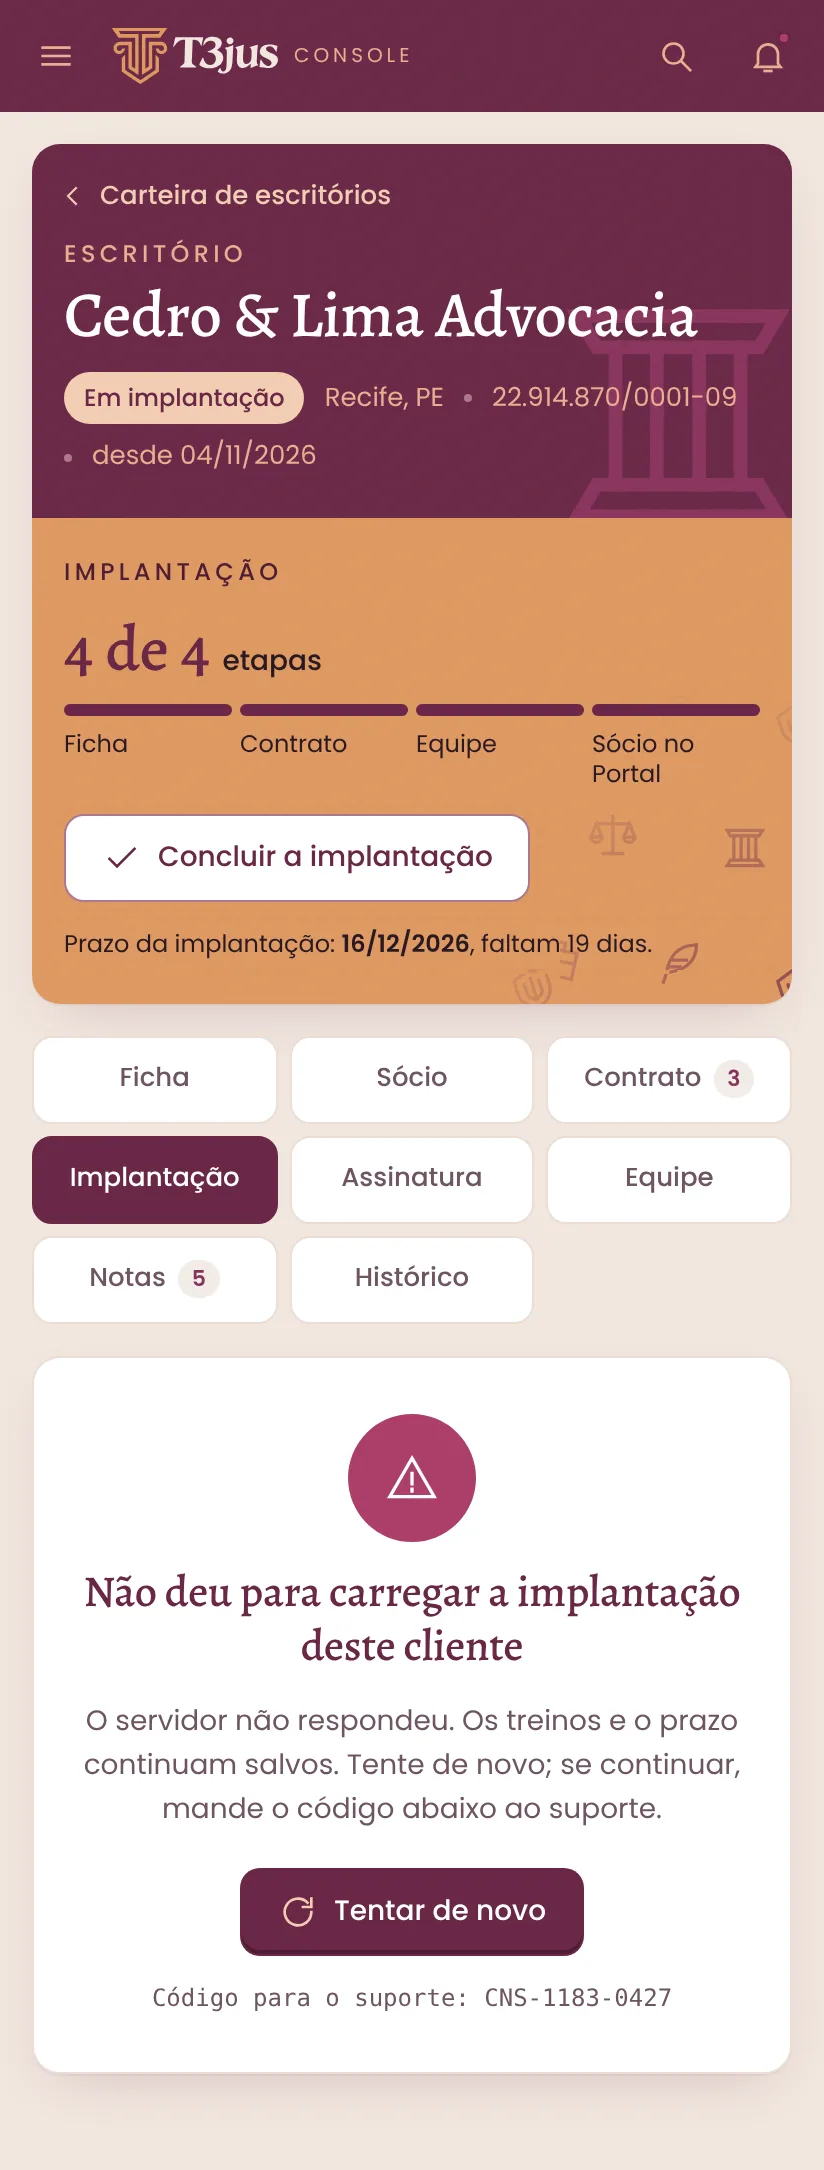 T3jus CONSOLE
Carteira de escritórios
ESCRITÓRIO
Cedro & Lima Advocacia
Em implantação Recife, PE • 22.914.870/0001-09
• desde 04/11/2026
IMPLANTAÇÃO
4 de 4 etapas
Ficha Contrato Equipe Sócio no
Portal
Concluir a implantação
Prazo da implantação: 16/12/2026, faltam 19 dias.
Ficha Sócio Contrato 3
Implantação Assinatura Equipe
Notas 5 Histórico
Não deu para carregar a implantação
deste cliente
O servidor não respondeu. Os treinos e o prazo
continuam salvos. Tente de novo; se continuar,
mande o código abaixo ao suporte.
Tentar de novo
Código para o suporte: CNS-1183-0427